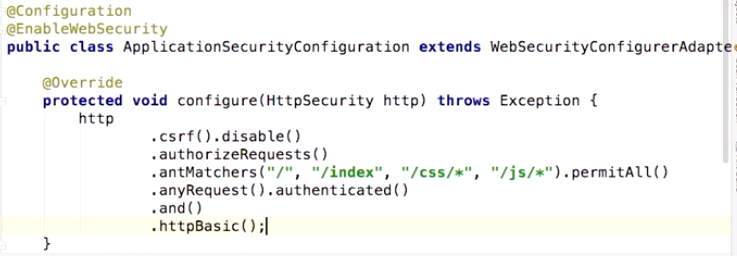 @Configuration
@EnableWebSecurity
public class ApplicationSecurityConfiguration extends WebSecurityConfigurerAdapte
@Override
protected void configure(HttpSecurity http) throws Exception {
http
.csrf().disable()
.authorizeRequests()
.antMatchers("/", "/index", "/css/*", "/js/*").permitAll()
.anyRequest().authenticated()
.and()
.httpBasic();
}